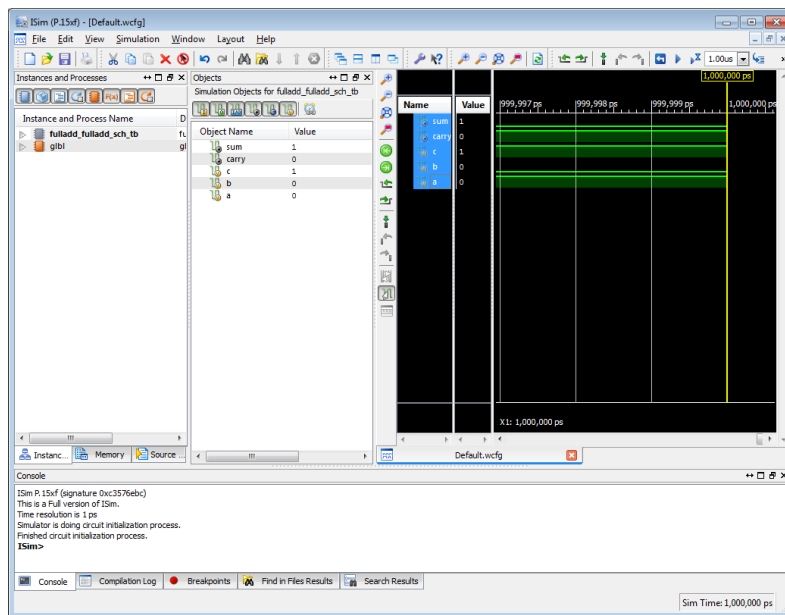 ISim (P.15xf) - [Default.wcfg]
File Edit View Simulation Window Layout Help
1.00us
Instances and Processes
Instance and Process Name D
fulladd_fulladd_sch_tb fu
glbl gl
Instanc... Memory Source ...
Objects
Simulation Objects for fulladd_fulladd_sch_tb
Object Name Value
sum 1
carry 0
c 1
b 0
a 0
1,000,000 ps
Name Value
999,997 ps 999,998 ps 999,999 ps 1,000,000 ps
sum 1
carry 0
c 1
b 0
a 0
X1: 1,000,000 ps
Default.wcfg
Console
ISim P.15xf (signature 0xc3576ebc)
This is a Full version of ISim.
Time resolution is 1 ps
Simulator is doing circuit initialization process.
Finished circuit initialization process.
ISim>
Console Compilation Log Breakpoints Find in Files Results Search Results
Sim Time: 1,000,000 ps